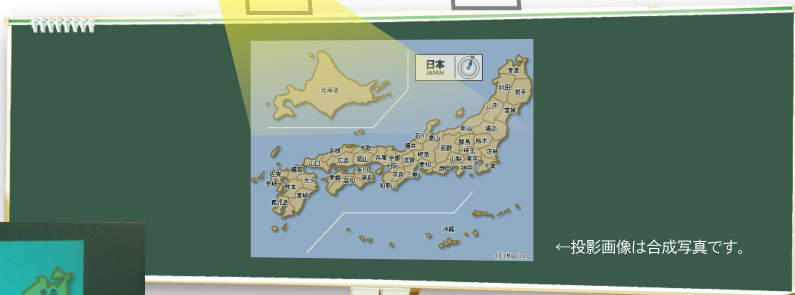 日本
JAPAN
北海道
青森
秋田
岩手
山形
宮城
新潟
福島
石川
富山
群馬
栃木
福井
長野
埼玉
茨城
岐阜
山梨
東京
千葉
島根
鳥取
兵庫
京都
滋賀
愛知
静岡
神奈川
山口
広島
岡山
大阪
奈良
三重
香川
愛媛
高知
徳島
和歌山
佐賀
福岡
長崎
大分
熊本
宮崎
鹿児島
沖縄
(C)Mapion
←投影画像は合成写真です。
青森